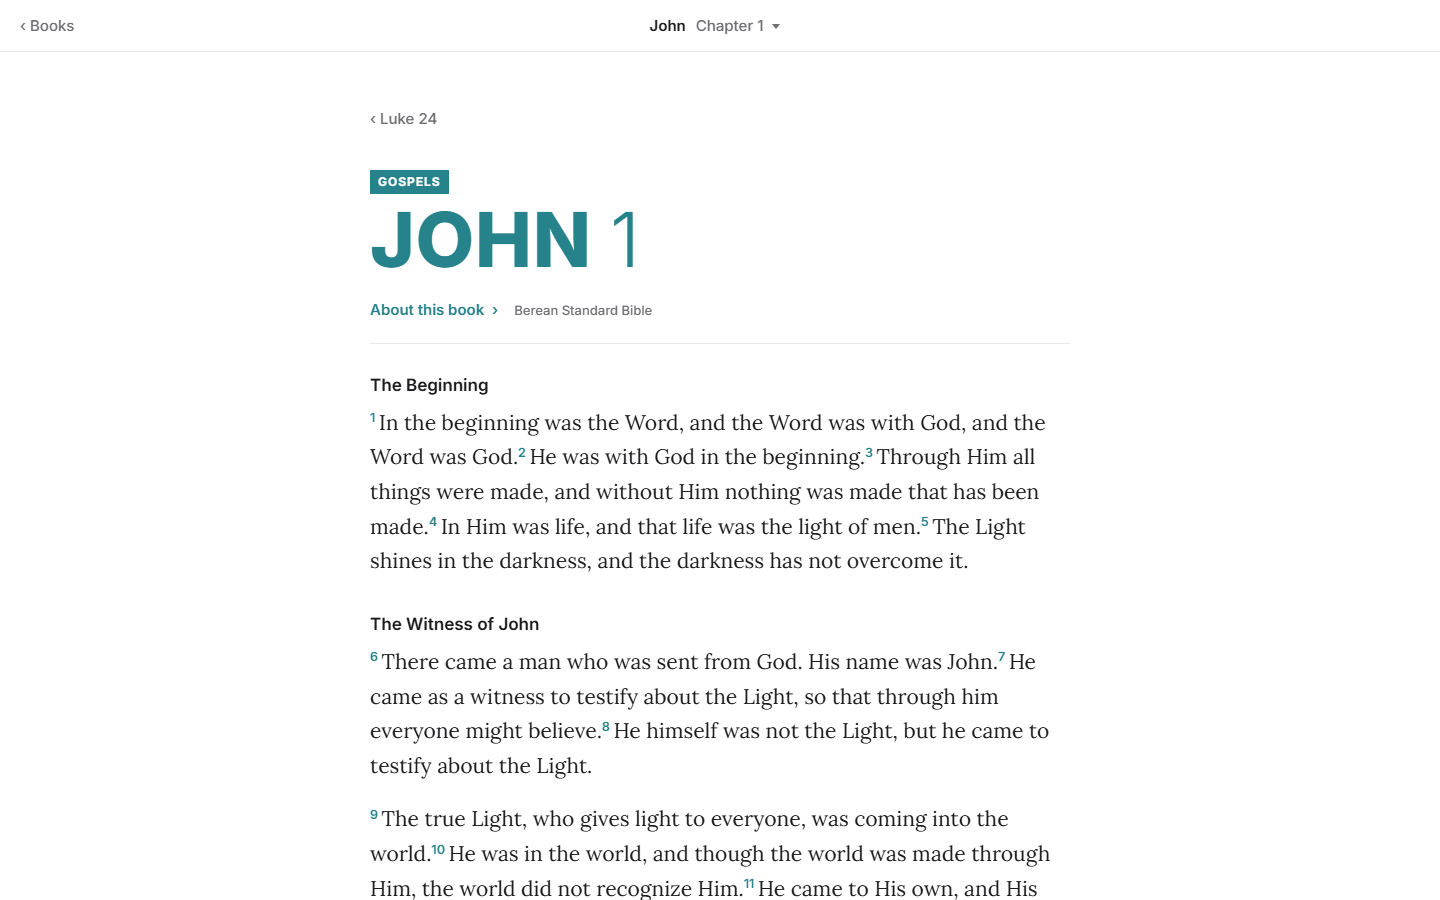 ‹ Books
John Chapter 1
‹ Luke 24
GOSPELS
JOHN 1
About this book › Berean Standard Bible
The Beginning
1 In the beginning was the Word, and the Word was with God, and the
Word was God. 2 He was with God in the beginning. 3 Through Him all
things were made, and without Him nothing was made that has been
made. 4 In Him was life, and that life was the light of men. 5 The Light
shines in the darkness, and the darkness has not overcome it.
The Witness of John
6 There came a man who was sent from God. His name was John. 7 He
came as a witness to testify about the Light, so that through him
everyone might believe. 8 He himself was not the Light, but he came to
testify about the Light.
9 The true Light, who gives light to everyone, was coming into the
world. 10 He was in the world, and though the world was made through
Him, the world did not recognize Him. 11 He came to His own, and His